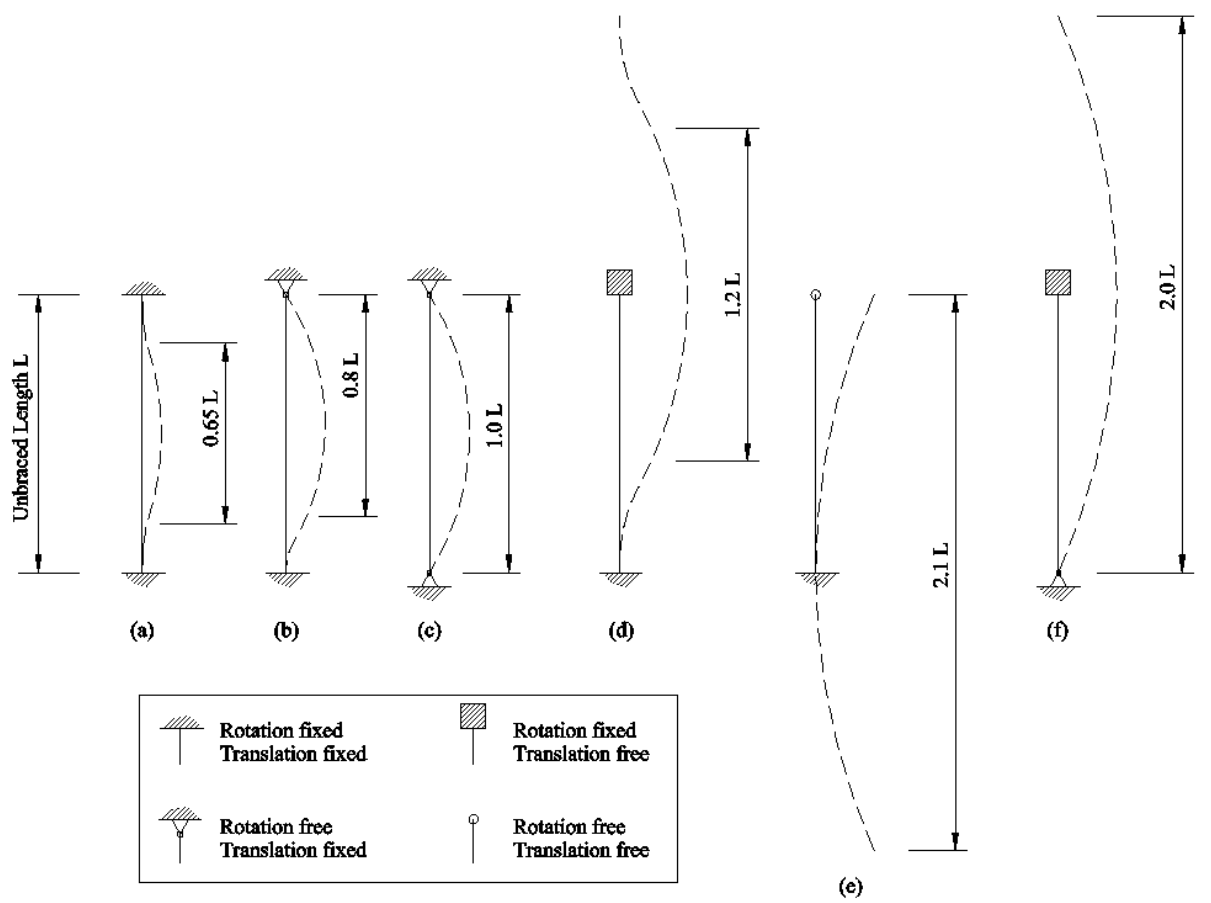 Unbraced Length L
0.65 L
0.8 L
1.0 L
1.2 L
2.1 L
2.0 L
(a)
(b)
(c)
(d)
(e)
(f)
Rotation fixed
Translation fixed
Rotation fixed
Translation free
Rotation free
Translation fixed
Rotation free
Translation free